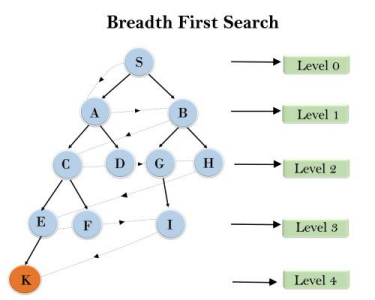 Breadth First Search
S Level 0
A B Level 1
C D G H Level 2
E F I Level 3
K Level 4